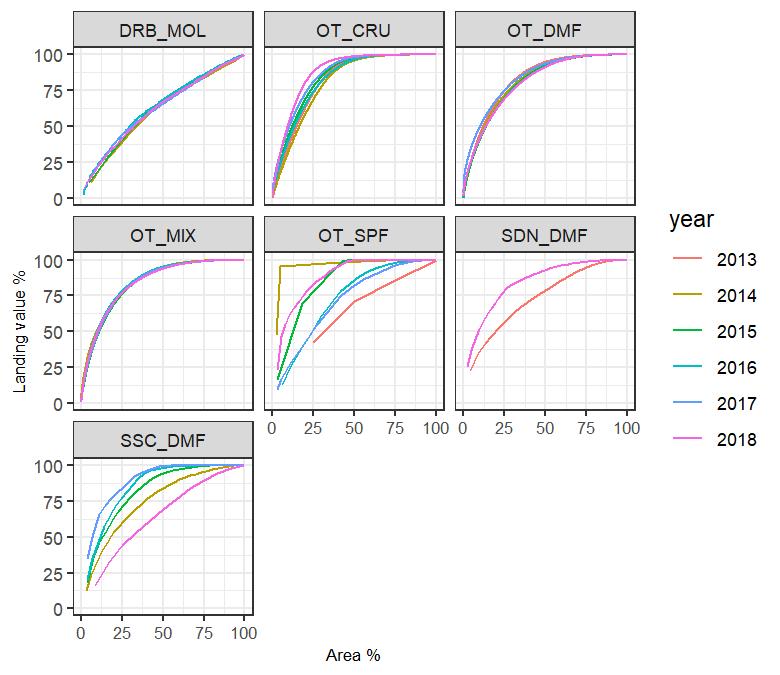 DRB_MOL OT_CRU OT_DMF
100
75
50
25
0
OT_MIX OT_SPF SDN_DMF
100
75
50
25
0
0 25 50 75 100 0 25 50 75 100
SSC_DMF
100
75
50
25
0
0 25 50 75 100
Area %
Landing value %
year
2013
2014
2015
2016
2017
2018